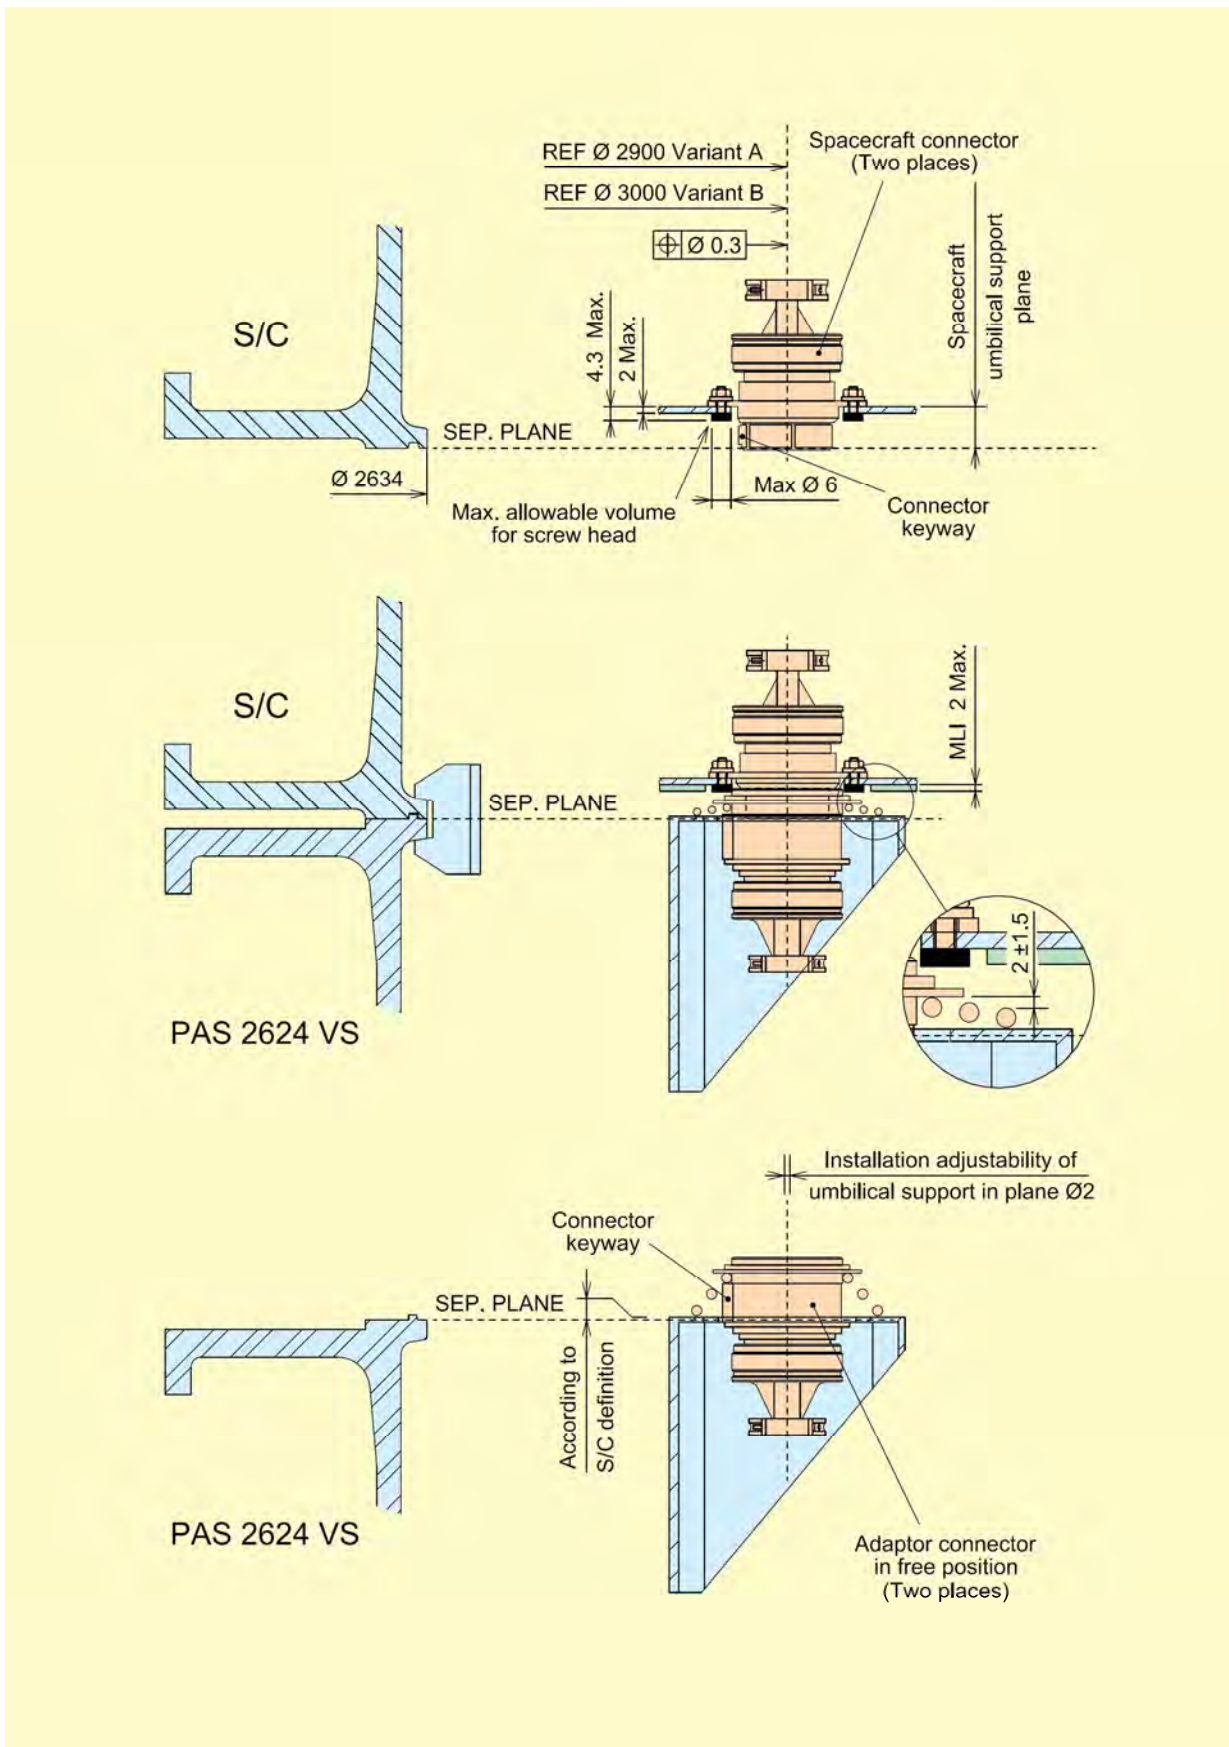 REF Ø 2900 Variant A
REF Ø 3000 Variant B
Ø 0.3
Spacecraft connector
(Two places)
S/C
4.3 Max.
2 Max.
Spacecraft
umbilical support
plane
SEP. PLANE
Ø 2634
Max Ø 6
Max. allowable volume
for screw head
Connector
keyway
S/C
MLI 2 Max.
SEP. PLANE
2 ±1.5
PAS 2624 VS
Installation adjustability of
umbilical support in plane Ø2
Connector
keyway
SEP. PLANE
According to
S/C definition
PAS 2624 VS
Adaptor connector
in free position
(Two places)